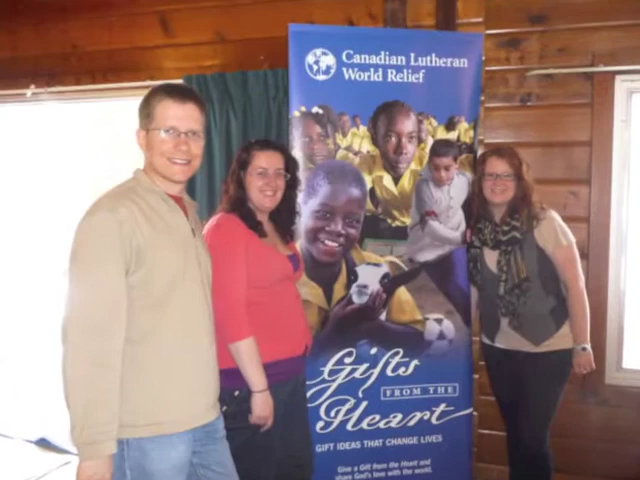 Canadian Lutheran
World Relief
Gifts
FROM THE
Heart
GIFT IDEAS THAT CHANGE LIVES
Give a Gift from the Heart and
share God's love with the world.